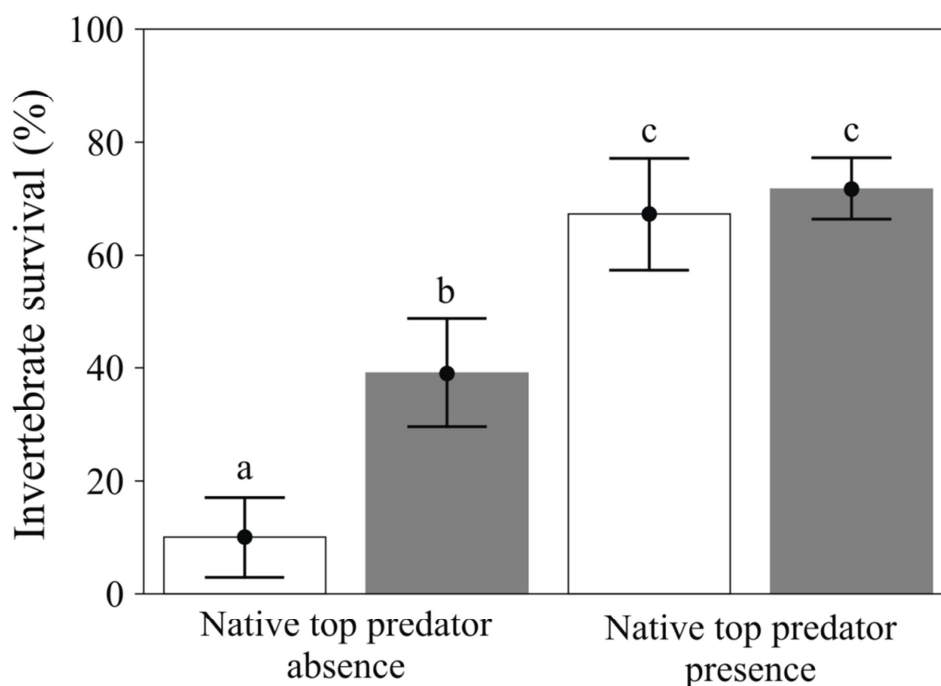 100
80
60
40
20
0
Invertebrate survival (%)
a
b
c
c
Native top predator
absence
Native top predator
presence